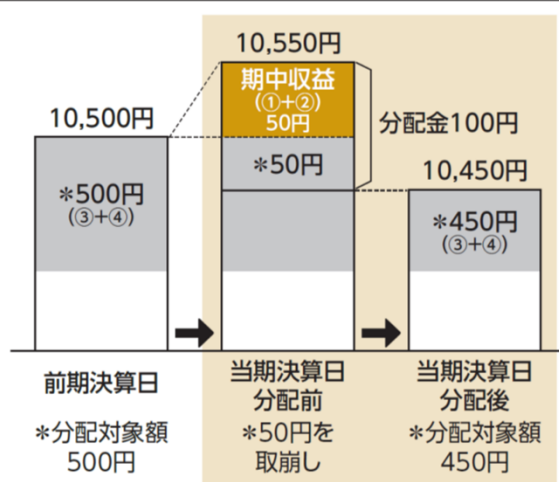 10,550円
期中収益
(①+②)
50円
分配金100円
10,500円
*50円
10,450円
*500円
(③+④)
*450円
(③+④)
前期決算日
当期決算日
分配前
当期決算日
分配後
*分配対象額
500円
*50円を
取崩し
*分配対象額
450円